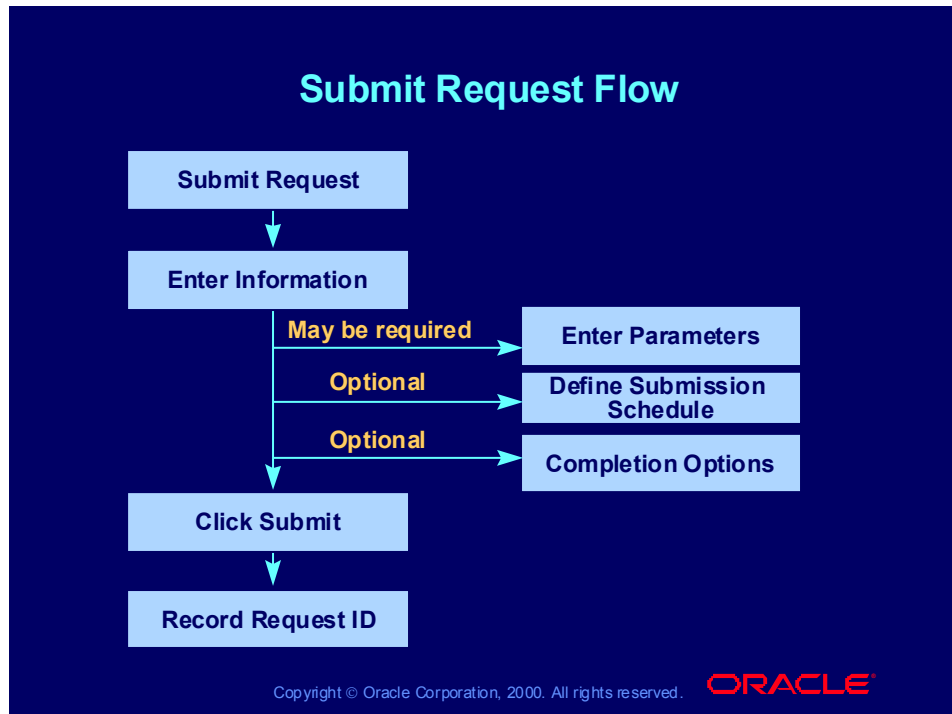 Submit Request Flow
Submit Request
Enter Information
May be required
Enter Parameters
Optional
Define Submission
Schedule
Optional
Completion Options
Click Submit
Record Request ID
Copyright © Oracle Corporation, 2000. All rights reserved.
ORACLE®